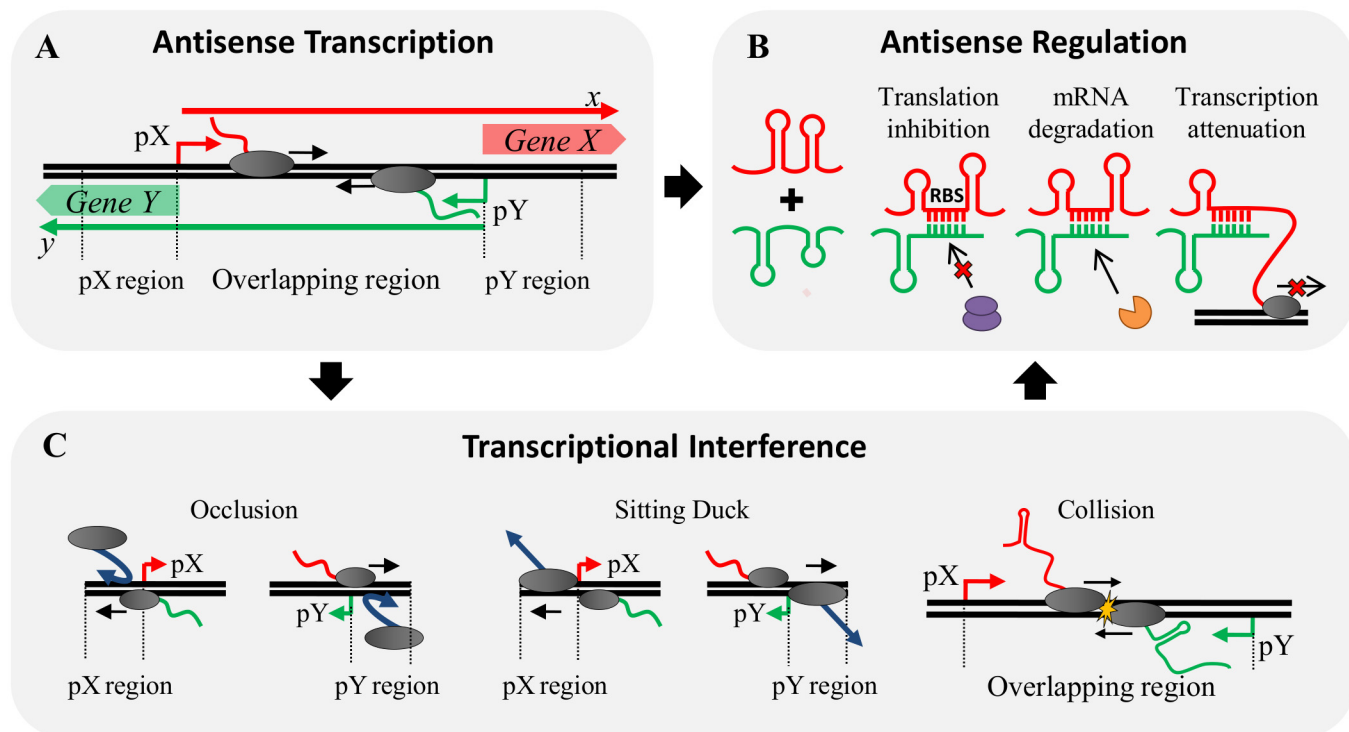 A
Antisense Transcription
x
pX
Gene X
Gene Y
pY
y
pX region
Overlapping region
pY region
B
Antisense Regulation
Translation
inhibition
mRNA
degradation
Transcription
attenuation
RBS
C
Transcriptional Interference
Occlusion
Sitting Duck
Collision
pX
pY
pX
pY
pX
pY
pX region
pY region
pX region
pY region
Overlapping region